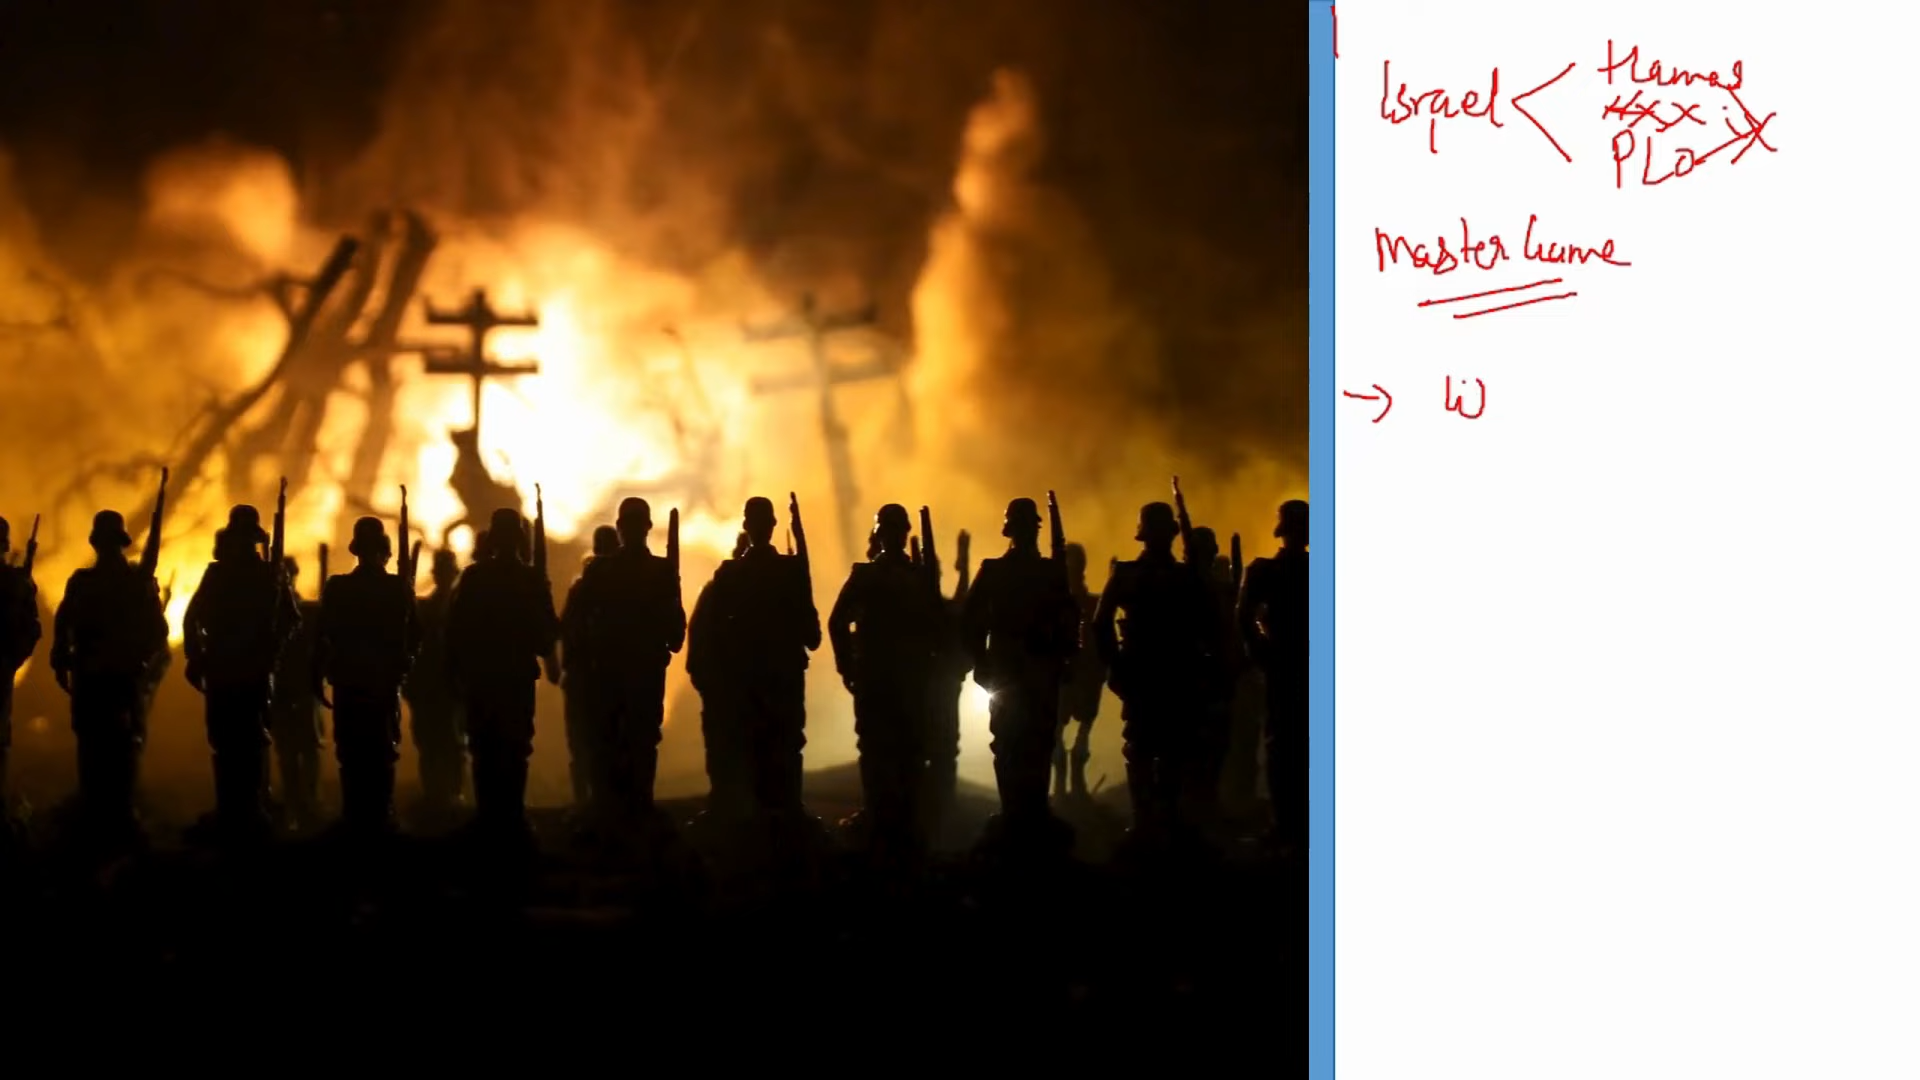 Israel < Hamas
PLO
Master Game
→ W